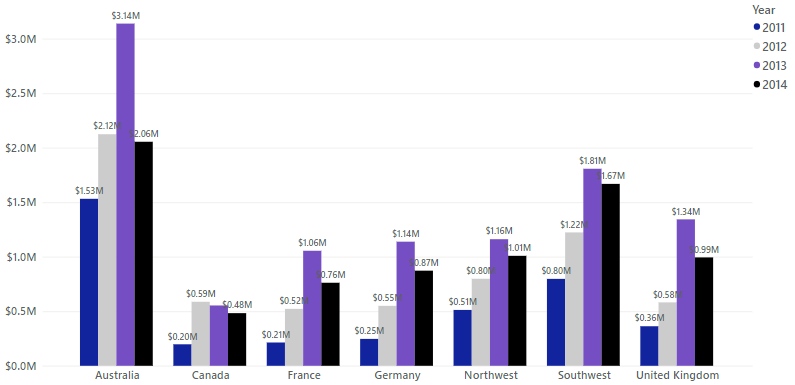 Year
2011
2012
2013
2014
$3.0M
$2.5M
$2.0M
$1.5M
$1.0M
$0.5M
$0.0M
$1.53M
$2.12M
$3.14M
$2.06M
$0.20M
$0.59M
$0.48M
$0.21M
$0.52M
$1.06M
$0.76M
$0.25M
$0.55M
$1.14M
$0.87M
$0.51M
$0.80M
$1.16M
$1.01M
$0.80M
$1.22M
$1.81M
$1.67M
$0.36M
$0.58M
$1.34M
$0.99M
Australia
Canada
France
Germany
Northwest
Southwest
United Kingdom